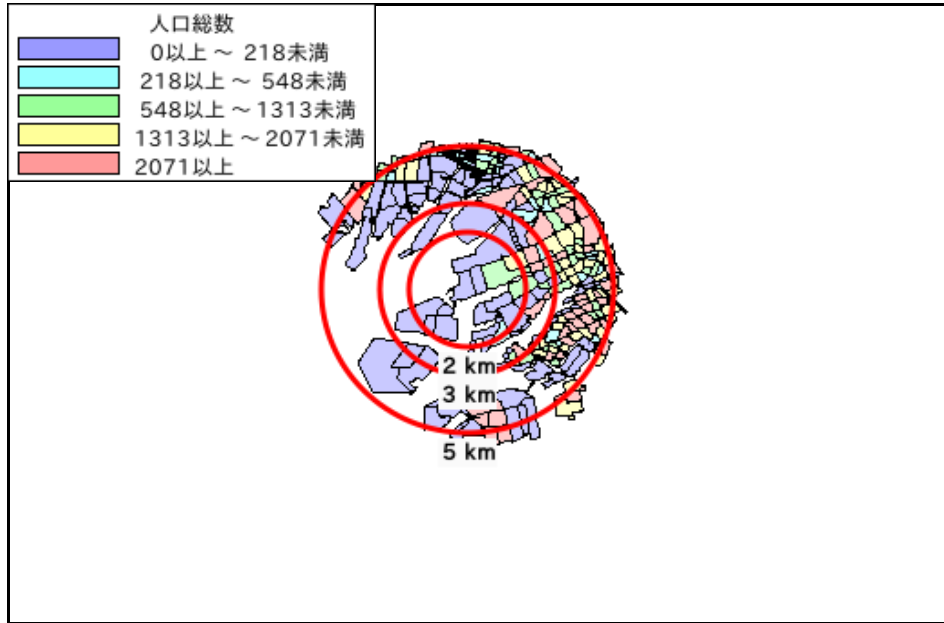 人口総数
0以上 ～ 218未満
218以上 ～ 548未満
548以上 ～ 1313未満
1313以上 ～ 2071未満
2071以上
2 km
3 km
5 km